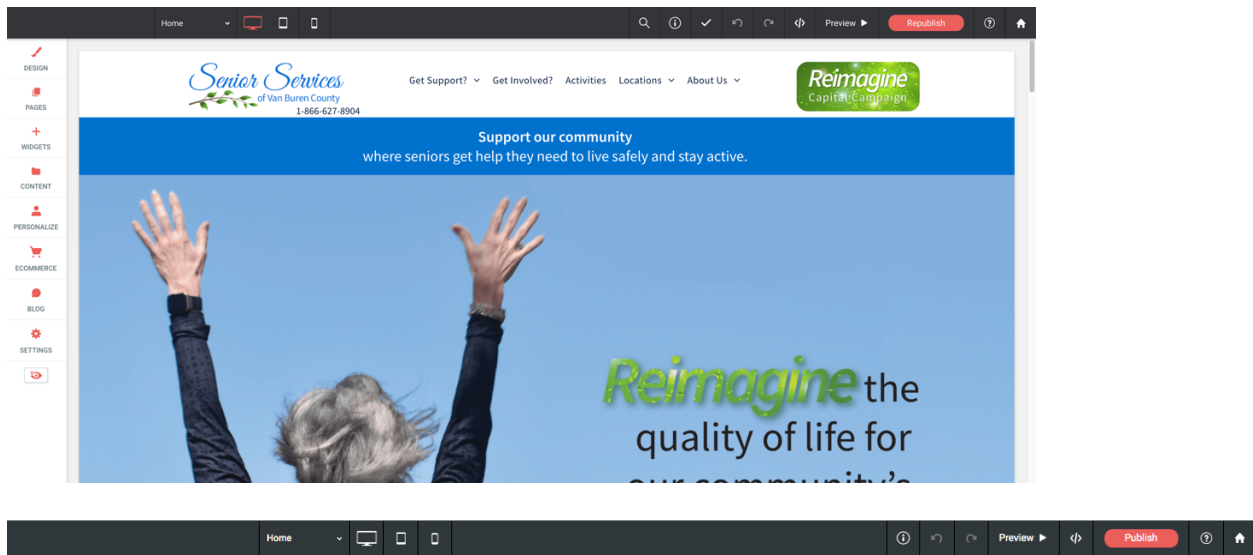 Home
Preview
Republish
DESIGN
PAGES
WIDGETS
CONTENT
PERSONALIZE
ECOMMERCE
BLOG
SETTINGS
Senior Services
of Van Buren County
1-866-627-8904
Get Support? Get Involved? Activities Locations About Us
Reimagine
Capital Campaign
Support our community
where seniors get help they need to live safely and stay active.
Reimagine the
quality of life for
our community's
Home
Preview
Publish